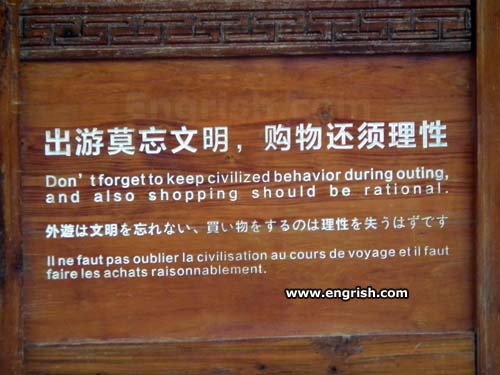 Engrish.com
出游莫忘文明，购物还须理性
Don't forget to keep civilized behavior during outing,
and also shopping should be rational.
外遊は文明を忘れない、買い物をするのは理性を失うはずです
Il ne faut pas oublier la civilisation au cours de voyage et il faut
faire les achats raisonnablement.
www.engrish.com